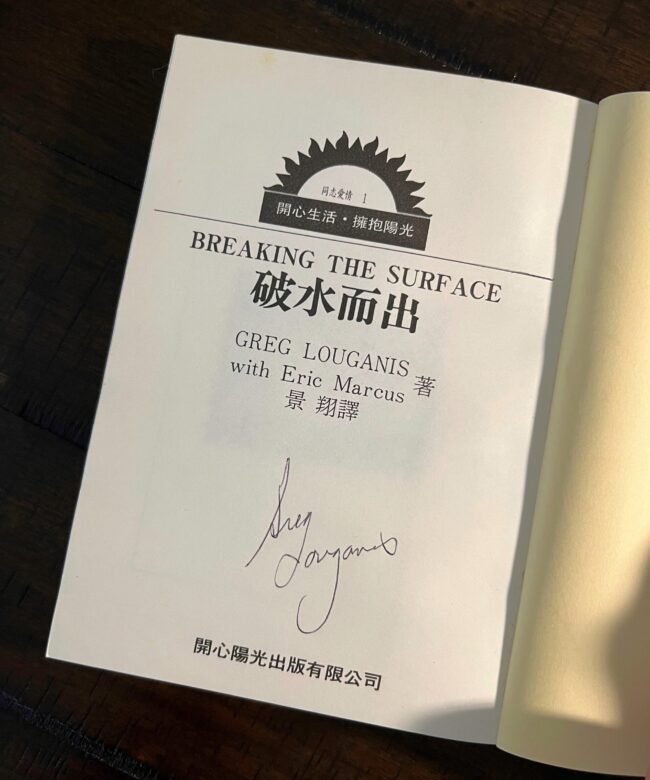 同志愛情 1
開心生活・擁抱陽光
BREAKING THE SURFACE
破水而出
GREG LOUGANIS
with Eric Marcus 著
景 翔譯
Greg
Louganis
開心陽光出版有限公司